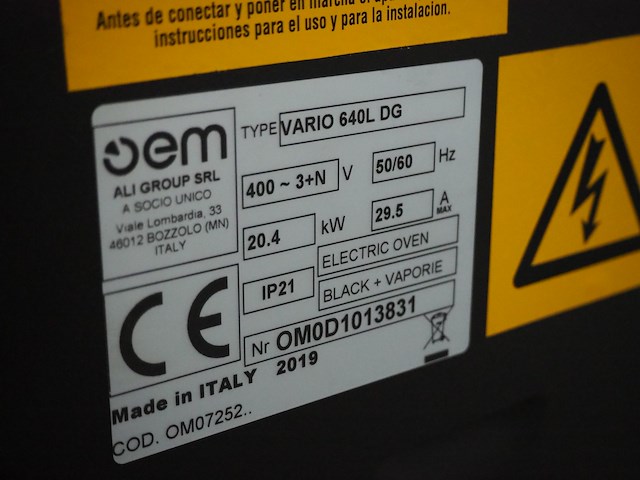 Antes de conectar y poner en marcha el
instrucciones para el uso y para la instalacion.
oem
ALI GROUP SRL
A SOCIO UNICO
Viale Lombardia, 33
46012 BOZZOLO (MN)
ITALY
TYPE VARIO 640L DG
400 ~ 3+N V 50/60 Hz
20.4 kW 29.5 A MAX
IP21 ELECTRIC OVEN
BLACK + VAPORIE
CE
Nr OM0D1013831
Made in ITALY 2019
COD. OM07252..